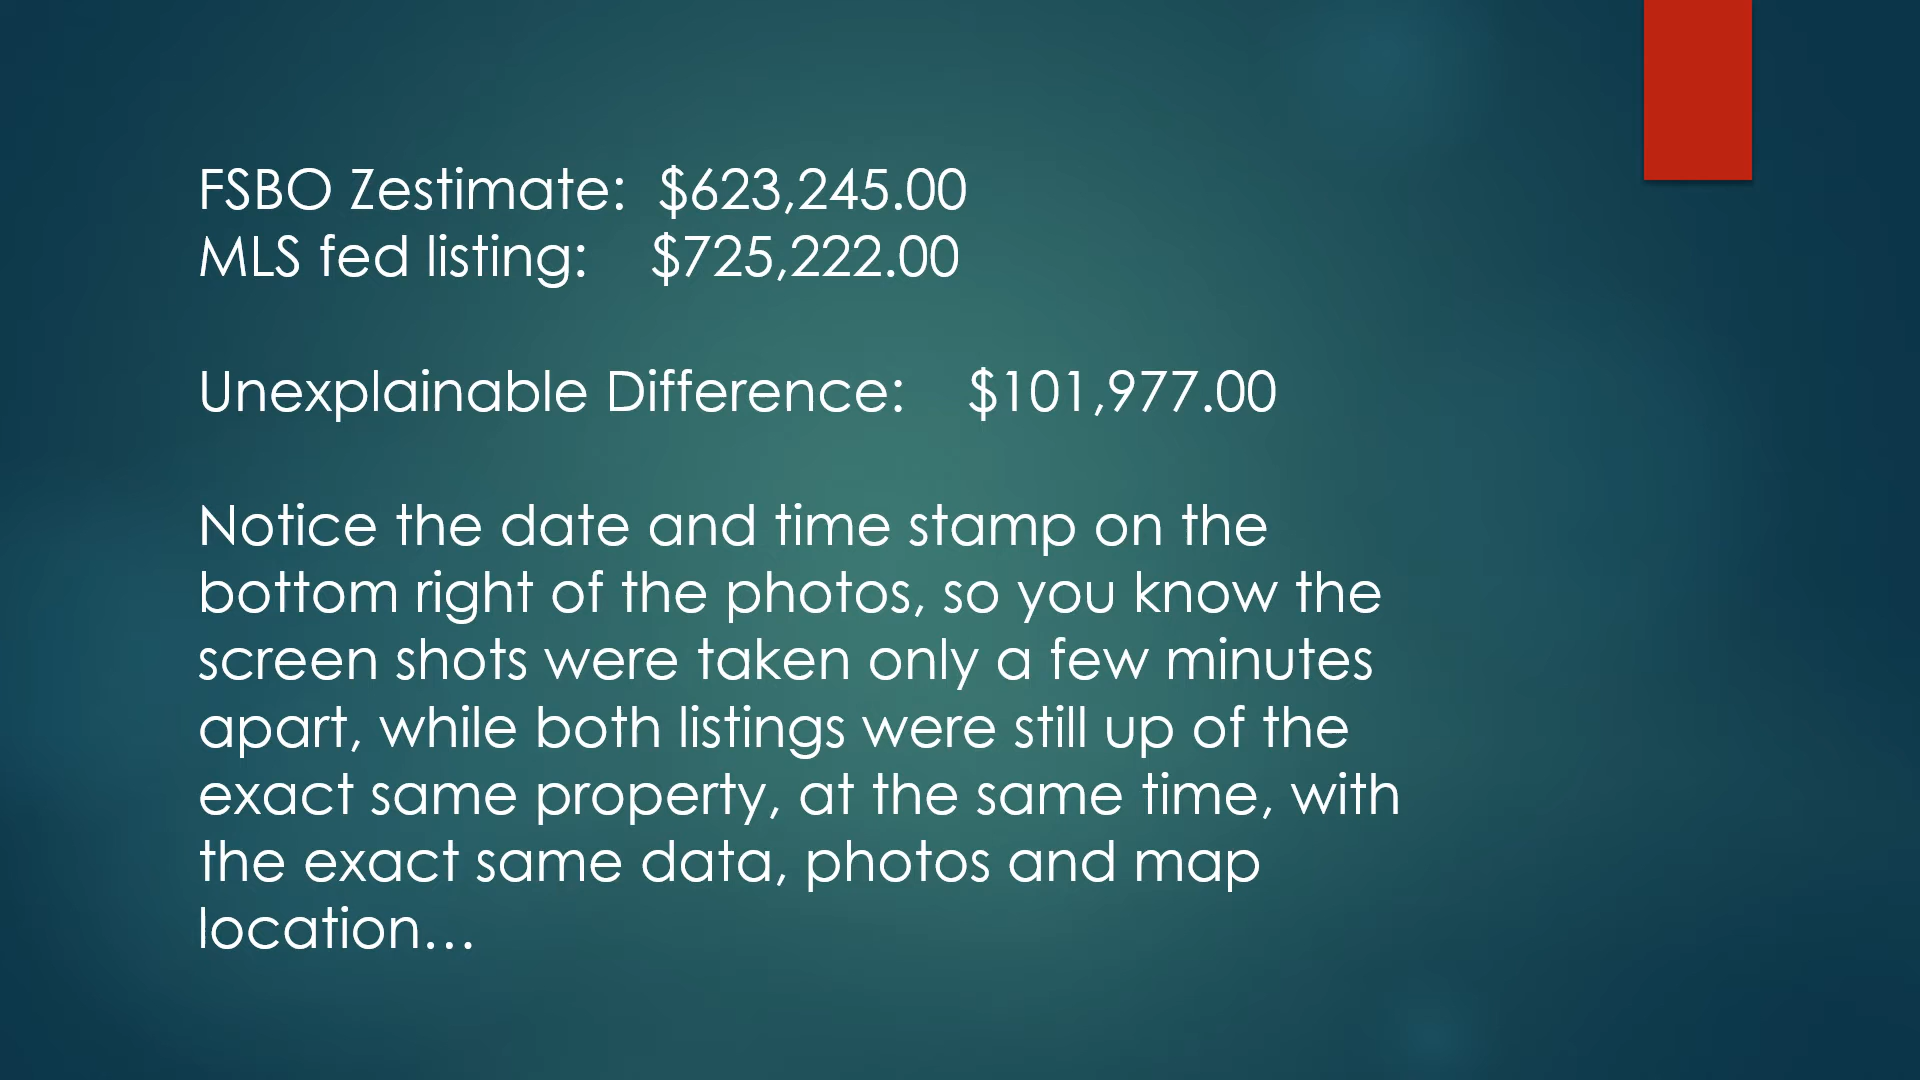 FSBO Zestimate: $623,245.00
MLS fed listing: $725,222.00
Unexplainable Difference: $101,977.00
Notice the date and time stamp on the
bottom right of the photos, so you know the
screen shots were taken only a few minutes
apart, while both listings were still up of the
exact same property, at the same time, with
the exact same data, photos and map
location…